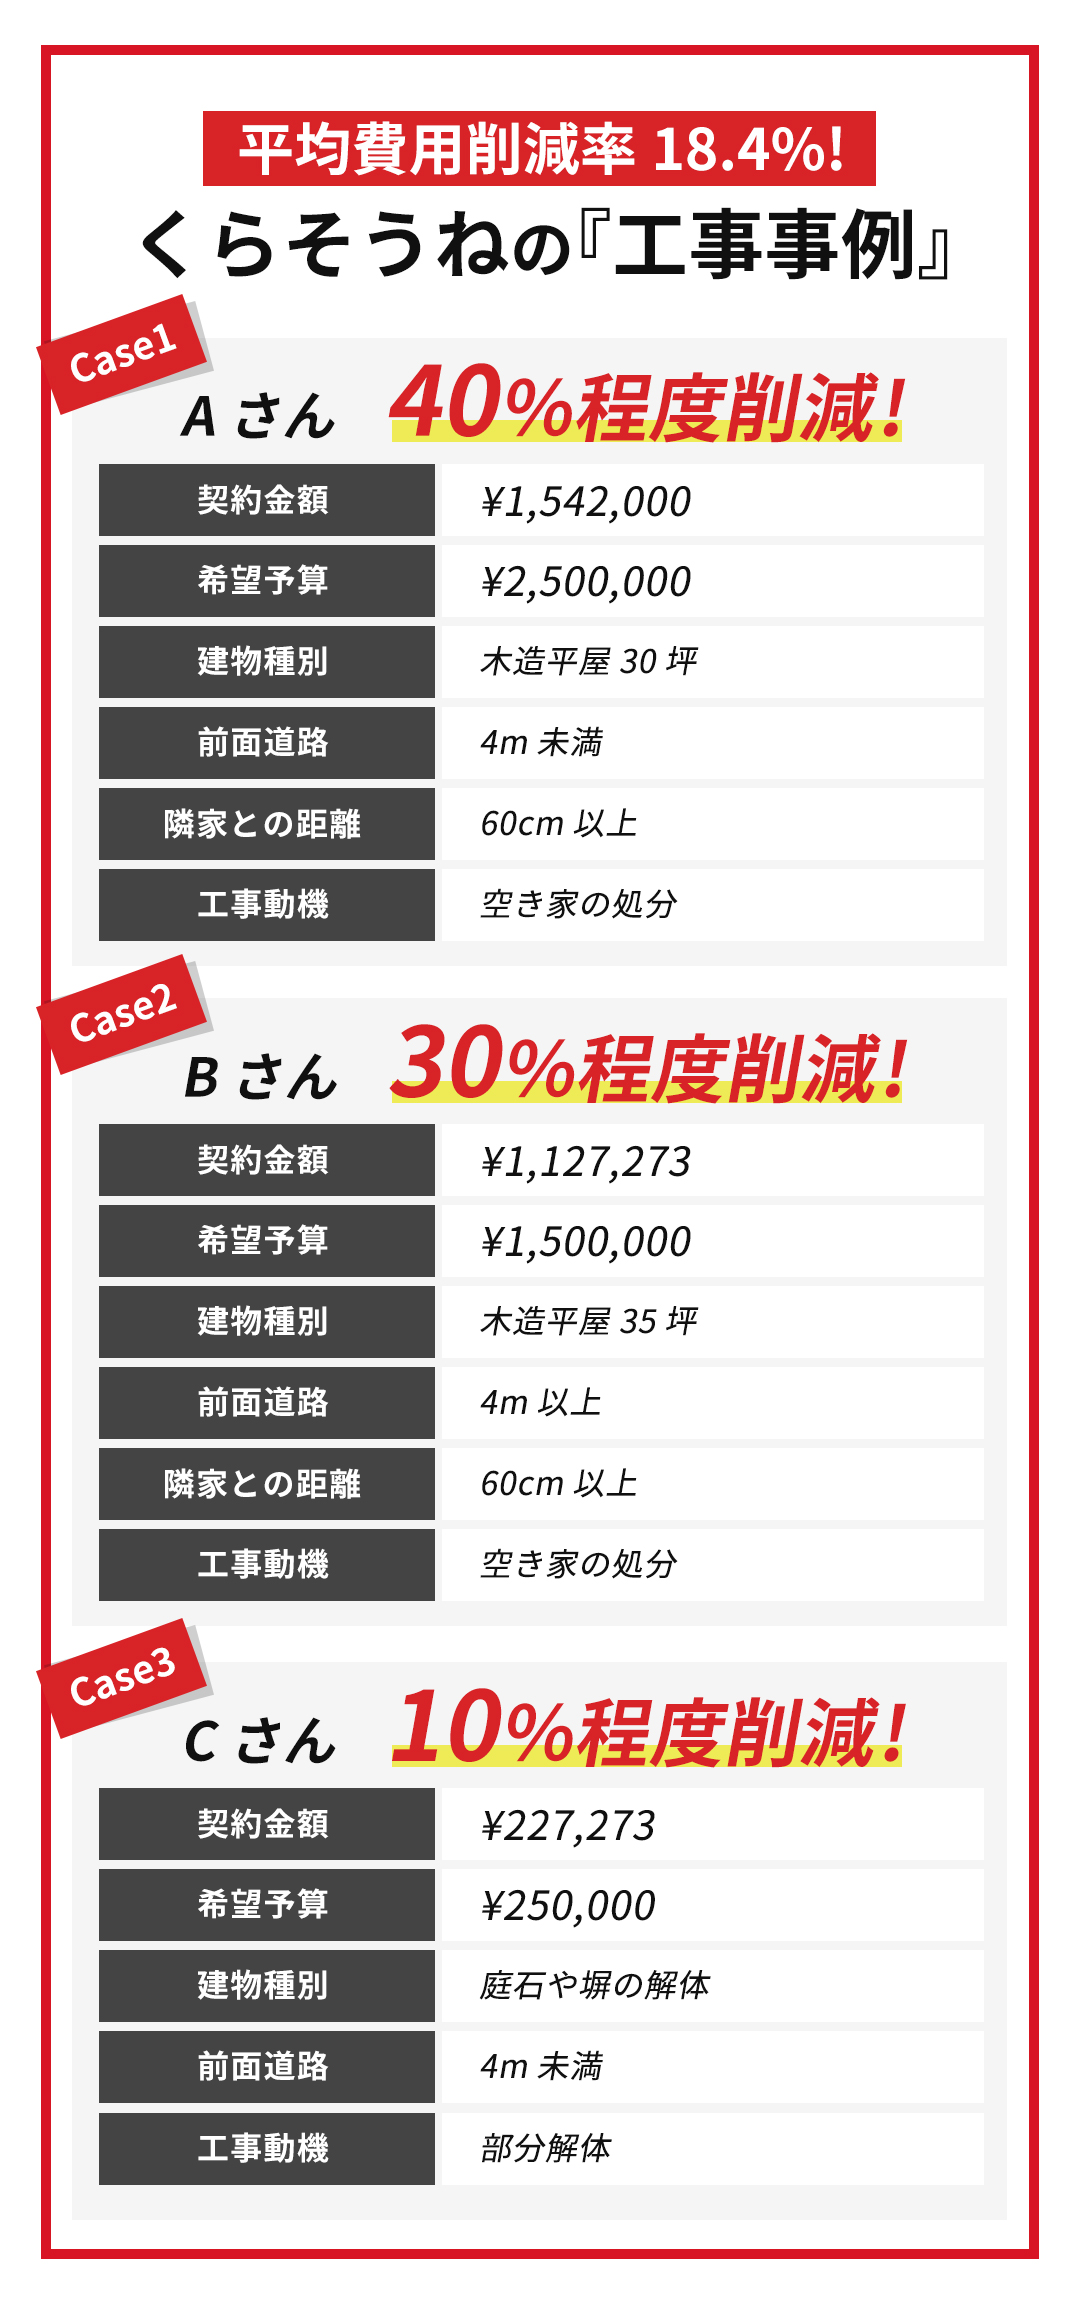 平均費用削減率 18.4%!
くらそうねの『工事事例』
Case1
A さん 40%程度削減!
契約金額 ¥1,542,000
希望予算 ¥2,500,000
建物種別 木造平屋 30 坪
前面道路 4m 未満
隣家との距離 60cm 以上
工事動機 空き家の処分
Case2
B さん 30%程度削減!
契約金額 ¥1,127,273
希望予算 ¥1,500,000
建物種別 木造平屋 35 坪
前面道路 4m 以上
隣家との距離 60cm 以上
工事動機 空き家の処分
Case3
C さん 10%程度削減!
契約金額 ¥227,273
希望予算 ¥250,000
建物種別 庭石や塀の解体
前面道路 4m 未満
工事動機 部分解体